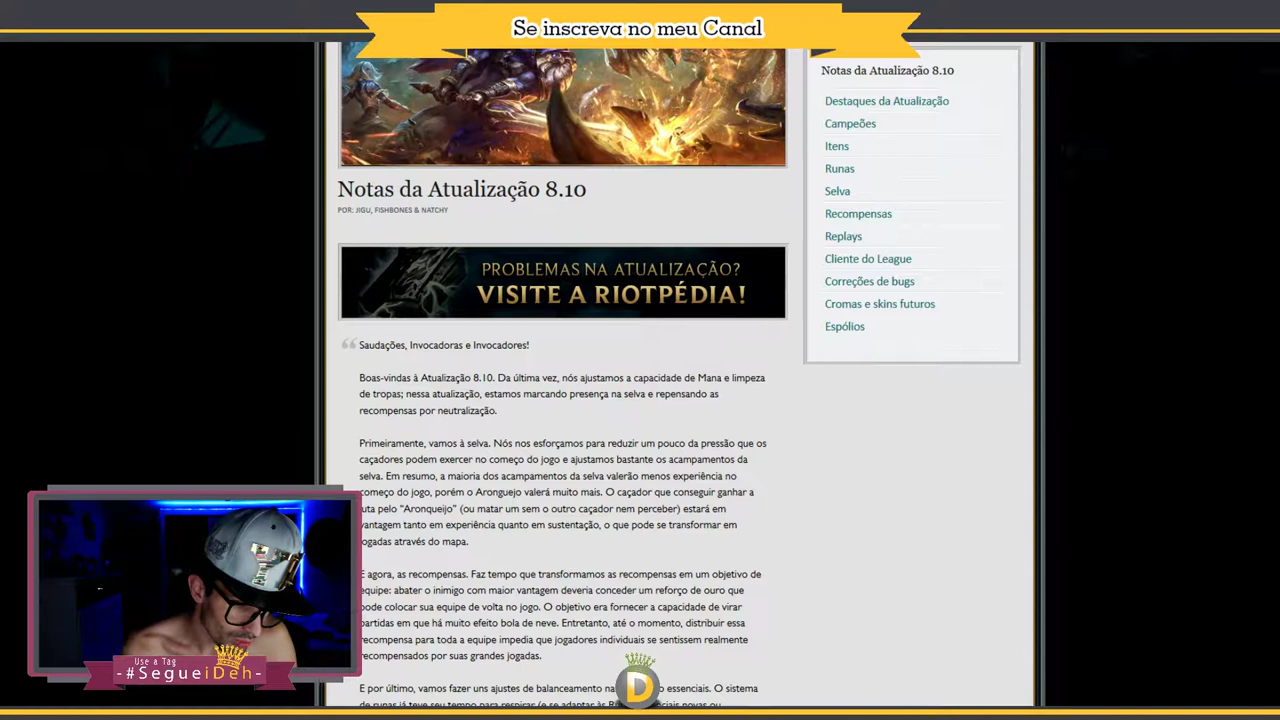 Se inscreva no meu Canal
Notas da Atualização 8.10
POR: JIGU, FISHBONES & NATCHY
PROBLEMAS NA ATUALIZAÇÃO?
VISITE A RIOTPÉDIA!
Saudações, Invocadoras e Invocadores!
Boas-vindas à Atualização 8.10. Da última vez, nós ajustamos a capacidade de Mana e limpeza
de tropas; nessa atualização, estamos marcando presença na selva e repensando as
recompensas por neutralização.
Primeiramente, vamos à selva. Nós nos esforçamos para reduzir um pouco da pressão que os
caçadores podem exercer no começo do jogo e ajustamos bastante os acampamentos da
selva. Em resumo, a maioria dos acampamentos da selva valerão menos experiência no
começo do jogo, porém o Aronguejo valerá muito mais. O caçador que conseguir ganhar a
uta pelo “Aronqueijo” (ou matar um sem o outro caçador nem perceber) estará em
vantagem tanto em experiência quanto em sustentação, o que pode se transformar em
ogadas através do mapa.
E agora, as recompensas. Faz tempo que transformamos as recompensas em um objetivo de
equipe: abater o inimigo com maior vantagem deveria conceder um reforço de ouro que
pode colocar sua equipe de volta no jogo. O objetivo era fornecer a capacidade de virar
partidas em que há muito efeito bola de neve. Entretanto, até o momento, distribuir essa
recompensa para toda a equipe impedia que jogadores individuais se sentissem realmente
recompensados por suas grandes jogadas.
E por último, vamos fazer uns ajustes de balanceamento na essenciais. O sistema
de runas já teve seu tempo para respirar (e se adaptar às
Notas da Atualização 8.10
Destaques da Atualização
Campeões
Itens
Runas
Selva
Recompensas
Replays
Cliente do League
Correções de bugs
Cromas e skins futuros
Espólios
Use a Tag
-#SegueiDeh-
D